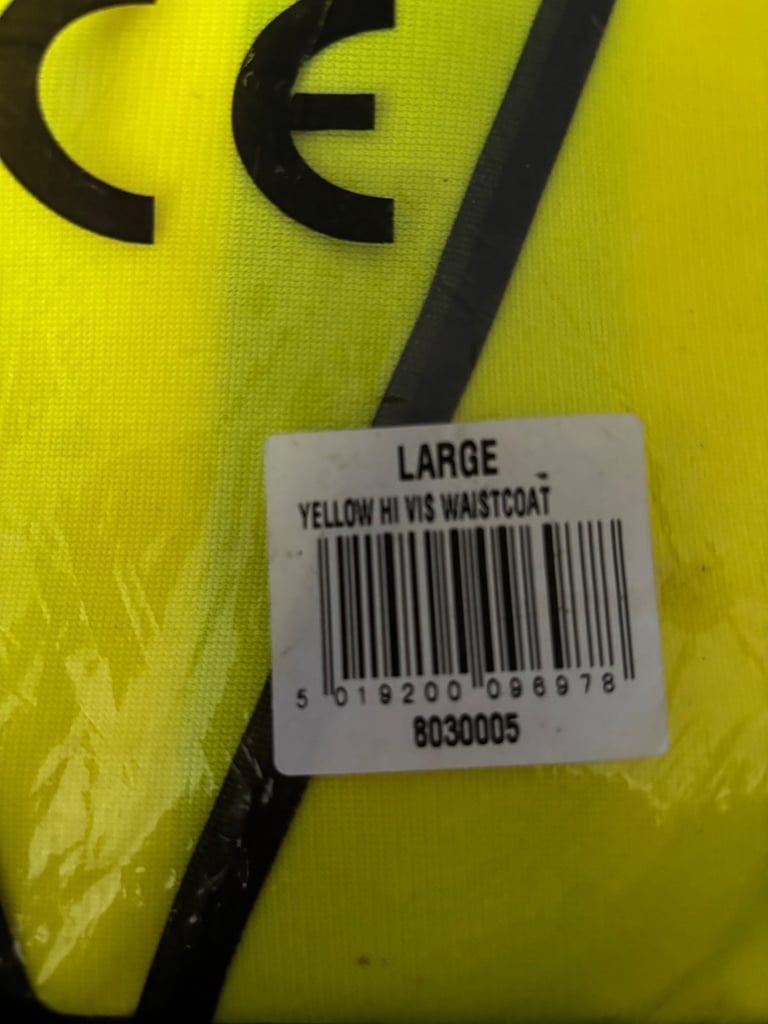 CE
LARGE
YELLOW HI VIS WAISTCOAT
5 019200 096978
8030005